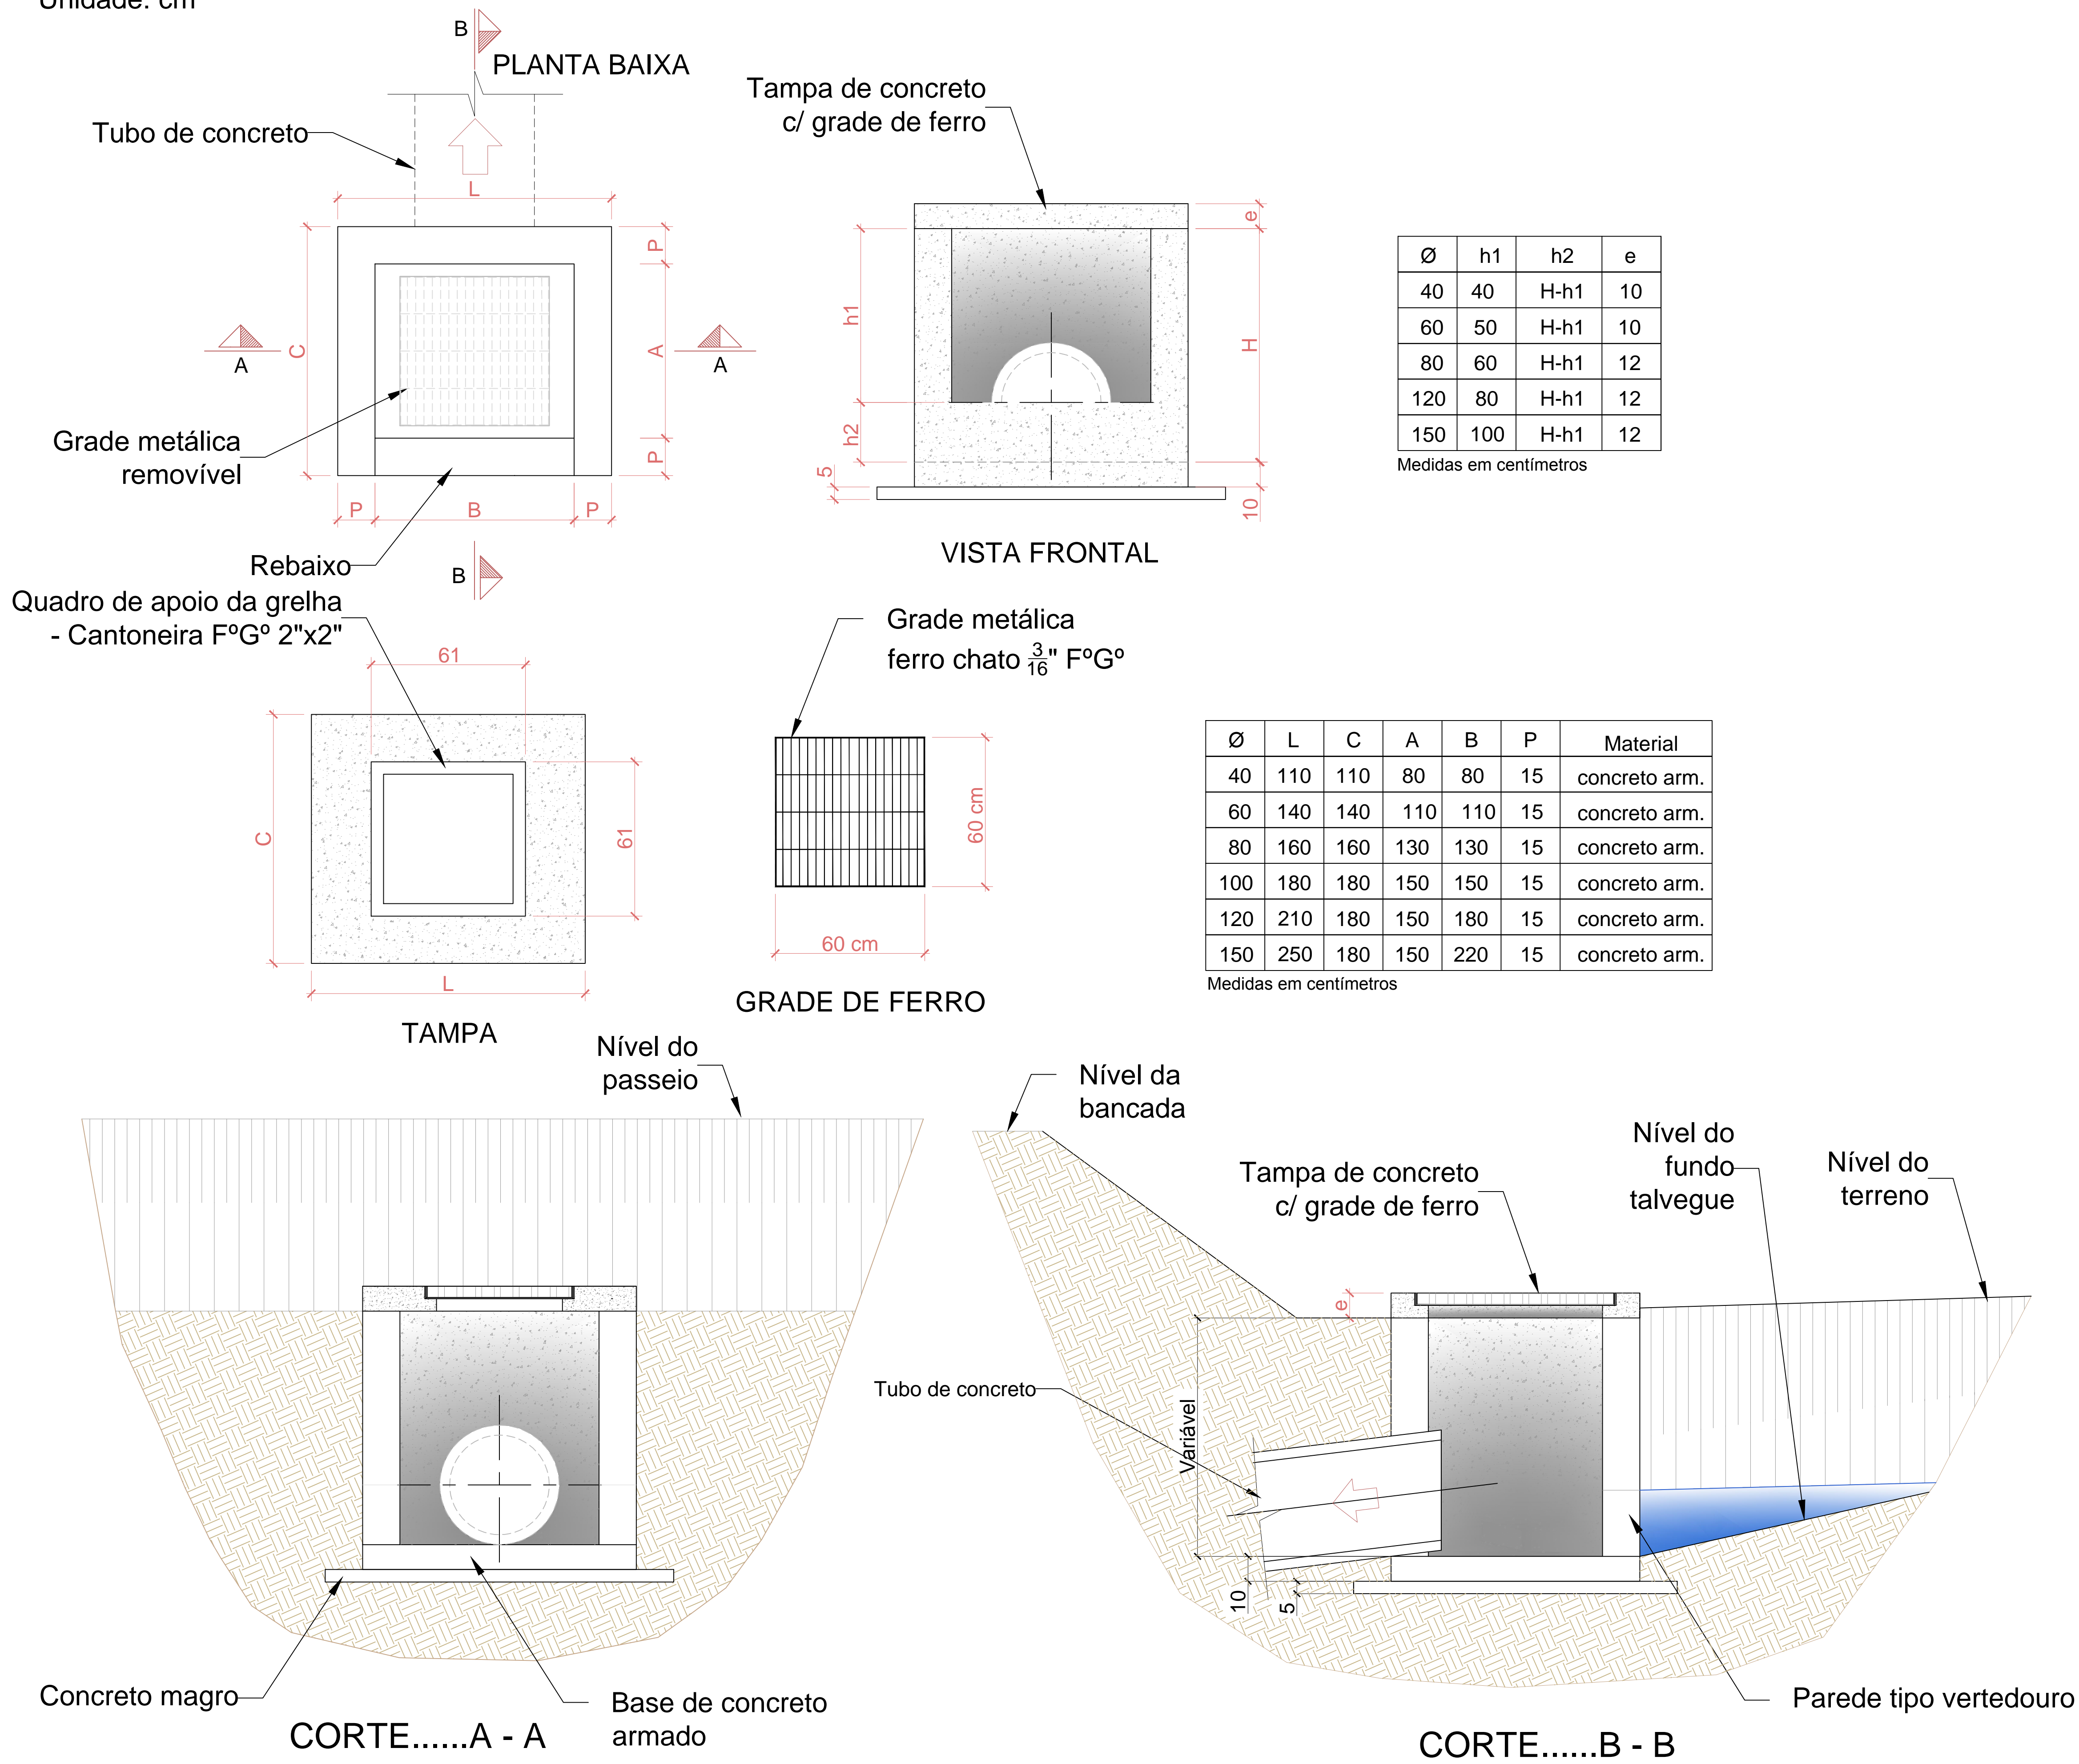 Unidade: cm
B
PLANTA BAIXA
Tubo de concreto
L
C
P
A
P
A
A
Grade metálica
removível
P
B
P
Rebaixo
B
Tampa de concreto
c/ grade de ferro
e
h1
H
h2
5
10
VISTA FRONTAL
Ø h1 h2 e
40 40 H-h1 10
60 50 H-h1 10
80 60 H-h1 12
120 80 H-h1 12
150 100 H-h1 12
Medidas em centímetros
Quadro de apoio da grelha
- Cantoneira FºGº 2"x2"
61
C
61
L
TAMPA
Grade metálica
ferro chato 3/16" FºGº
60 cm
60 cm
GRADE DE FERRO
Ø L C A B P Material
40 110 110 80 80 15 concreto arm.
60 140 140 110 110 15 concreto arm.
80 160 160 130 130 15 concreto arm.
100 180 180 150 150 15 concreto arm.
120 210 180 150 180 15 concreto arm.
150 250 180 150 220 15 concreto arm.
Medidas em centímetros
Nível do
passeio
Concreto magro
Base de concreto
armado
CORTE......A - A
Nível da
bancada
Tampa de concreto
c/ grade de ferro
Nível do
fundo
talvegue
Nível do
terreno
e
Tubo de concreto
Variável
10
5
Parede tipo vertedouro
CORTE......B - B